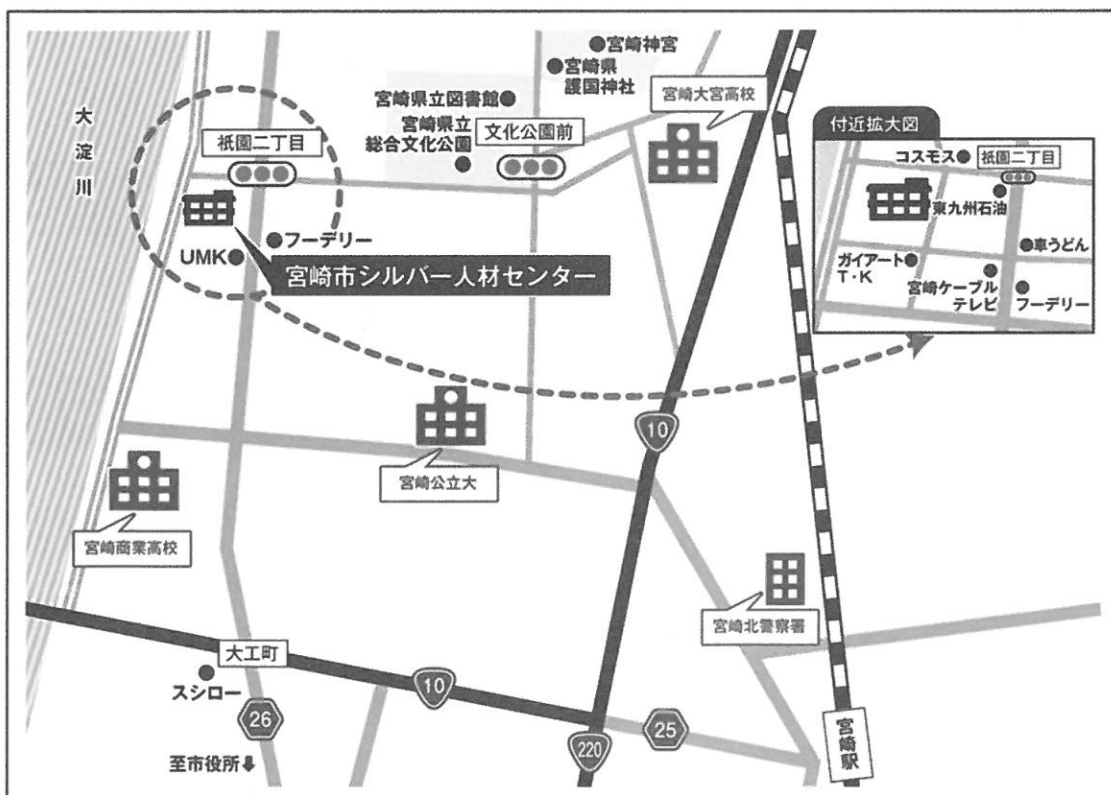 大淀川
祇園二丁目
UMK
フーデリー
宮崎市シルバー人材センター
宮崎県立図書館
宮崎県立
総合文化公園
文化公園前
宮崎神宮
宮崎県
護国神社
宮崎大宮高校
付近拡大図
コスモス
祇園二丁目
東九州石油
車うどん
ガイアート
T・K
宮崎ケーブル
テレビ
フーデリー
10
宮崎公立大
宮崎商業高校
宮崎北警察署
大工町
スシロー
10
26
220
25
宮崎駅
至市役所⬇